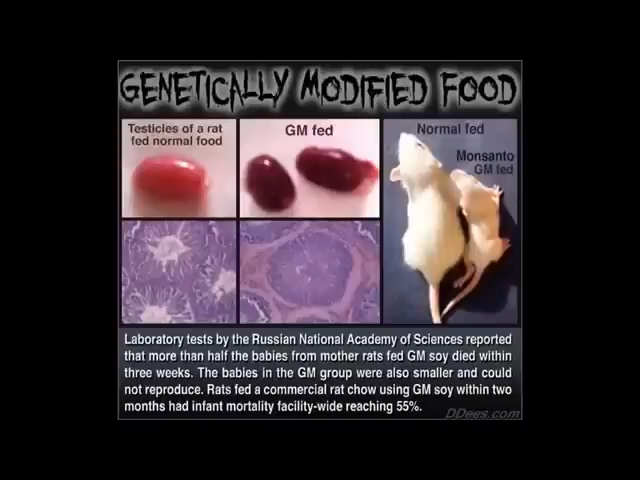 GENETICALLY MODIFIED FOOD
Testicles of a rat
fed normal food
GM fed
Normal fed
Monsanto
GM fed
Laboratory tests by the Russian National Academy of Sciences reported
that more than half the babies from mother rats fed GM soy died within
three weeks. The babies in the GM group were also smaller and could
not reproduce. Rats fed a commercial rat chow using GM soy within two
months had infant mortality facility-wide reaching 55%.
DDees.com